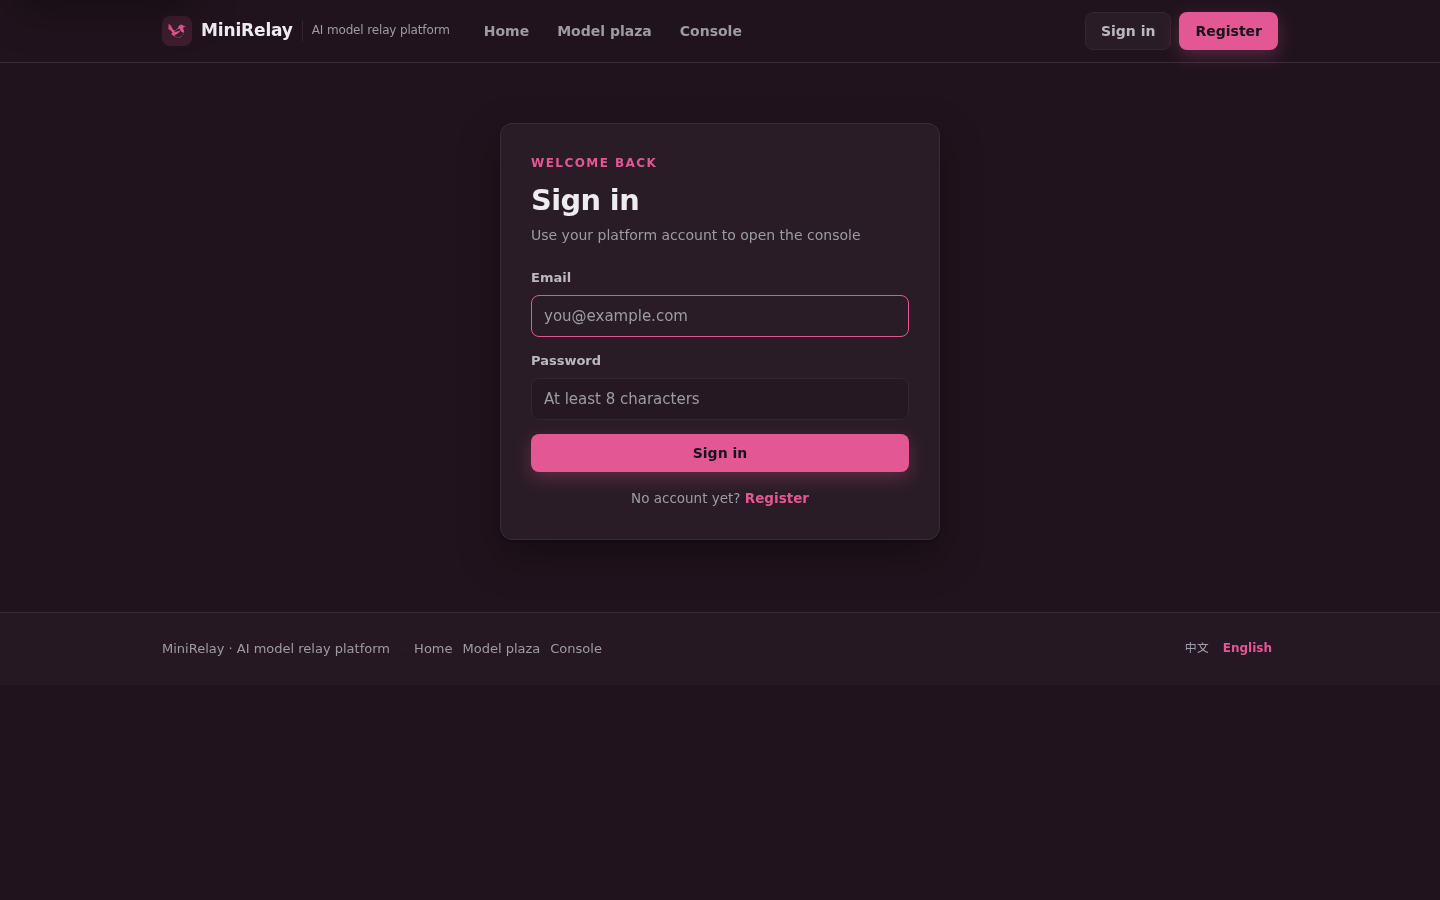 MiniRelay AI model relay platform Home Model plaza Console Sign in Register
WELCOME BACK
Sign in
Use your platform account to open the console
Email
you@example.com
Password
At least 8 characters
Sign in
No account yet? Register
MiniRelay · AI model relay platform Home Model plaza Console 中文 English